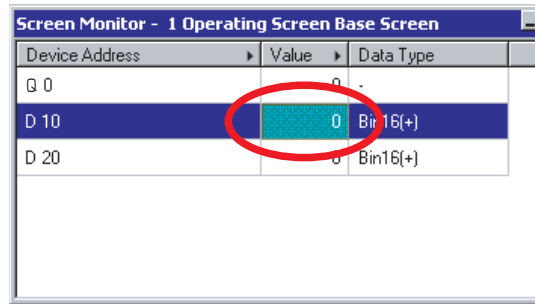 Screen Monitor - 1 Operating Screen Base Screen
Device Address Value Data Type
Q 0 0 -
D 10 0 Bin16(+)
D 20 0 Bin16(+)